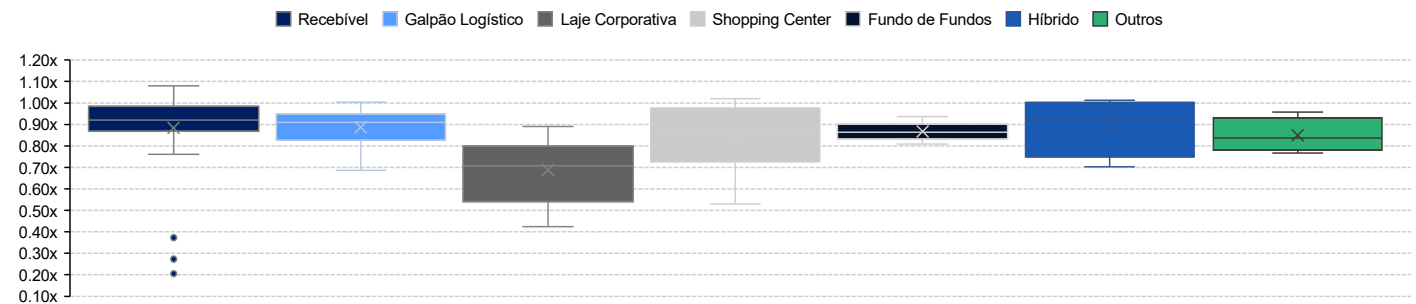 Recebível Galpão Logístico Laje Corporativa Shopping Center Fundo de Fundos Híbrido Outros
1.20x
1.10x
1.00x
0.90x
0.80x
0.70x
0.60x
0.50x
0.40x
0.30x
0.20x
0.10x